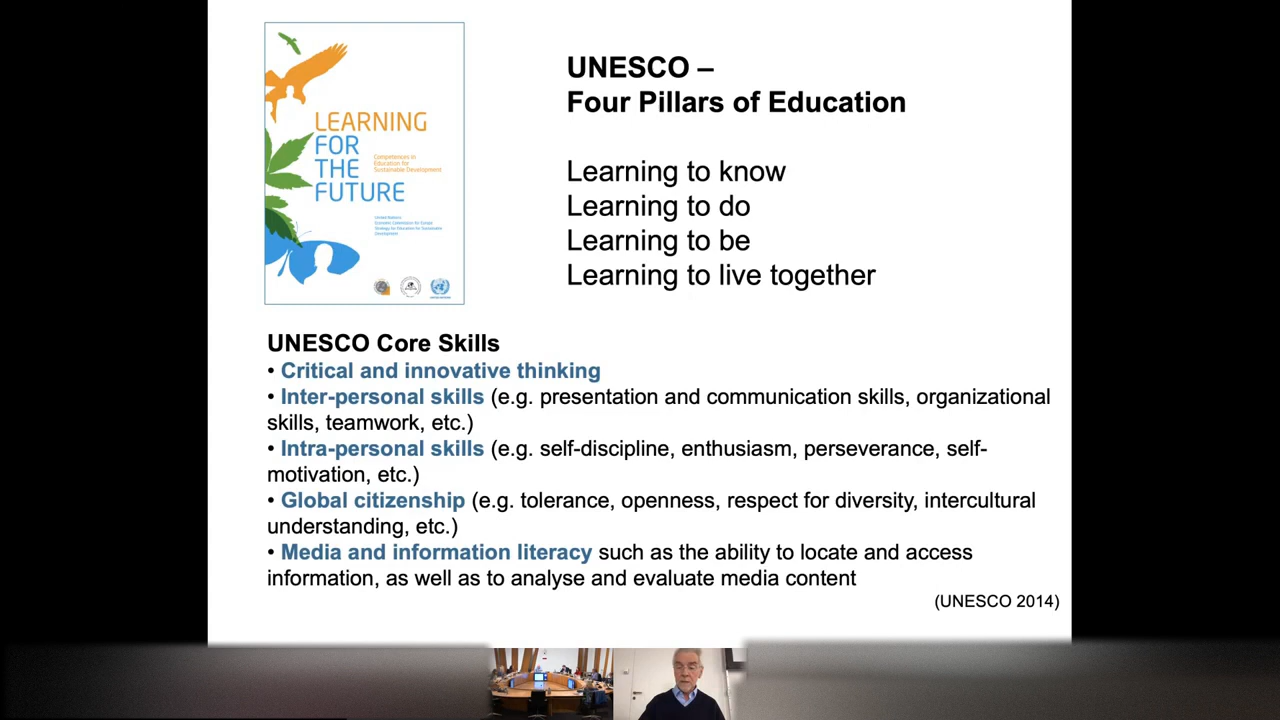 LEARNING
FOR
THE
FUTURE
Competences in
Education for
Sustainable Development
United Nations
Economic Commission for Europe
Strategy for Education for Sustainable
Development
UNESCO –
Four Pillars of Education
Learning to know
Learning to do
Learning to be
Learning to live together
UNESCO Core Skills
• Critical and innovative thinking
• Inter-personal skills (e.g. presentation and communication skills, organizational
skills, teamwork, etc.)
• Intra-personal skills (e.g. self-discipline, enthusiasm, perseverance, self-
motivation, etc.)
• Global citizenship (e.g. tolerance, openness, respect for diversity, intercultural
understanding, etc.)
• Media and information literacy such as the ability to locate and access
information, as well as to analyse and evaluate media content
(UNESCO 2014)